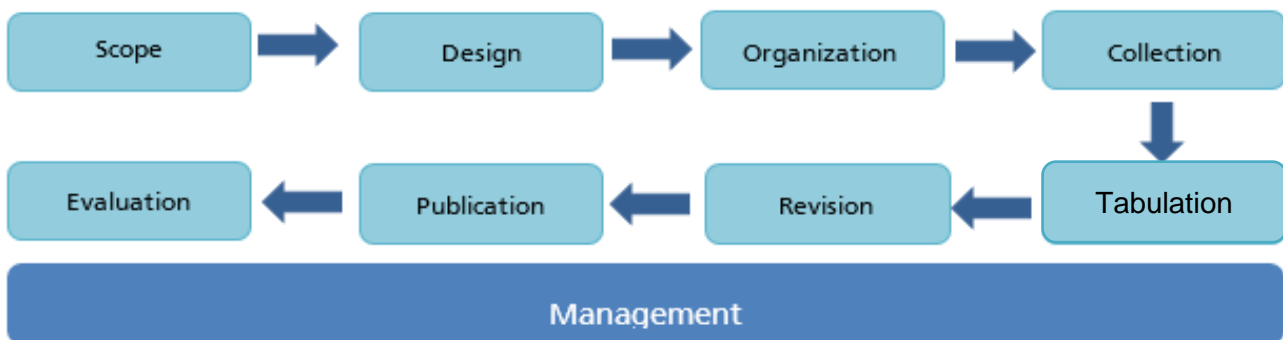 Scope
Design
Organization
Collection
Evaluation
Publication
Revision
Tabulation
Management